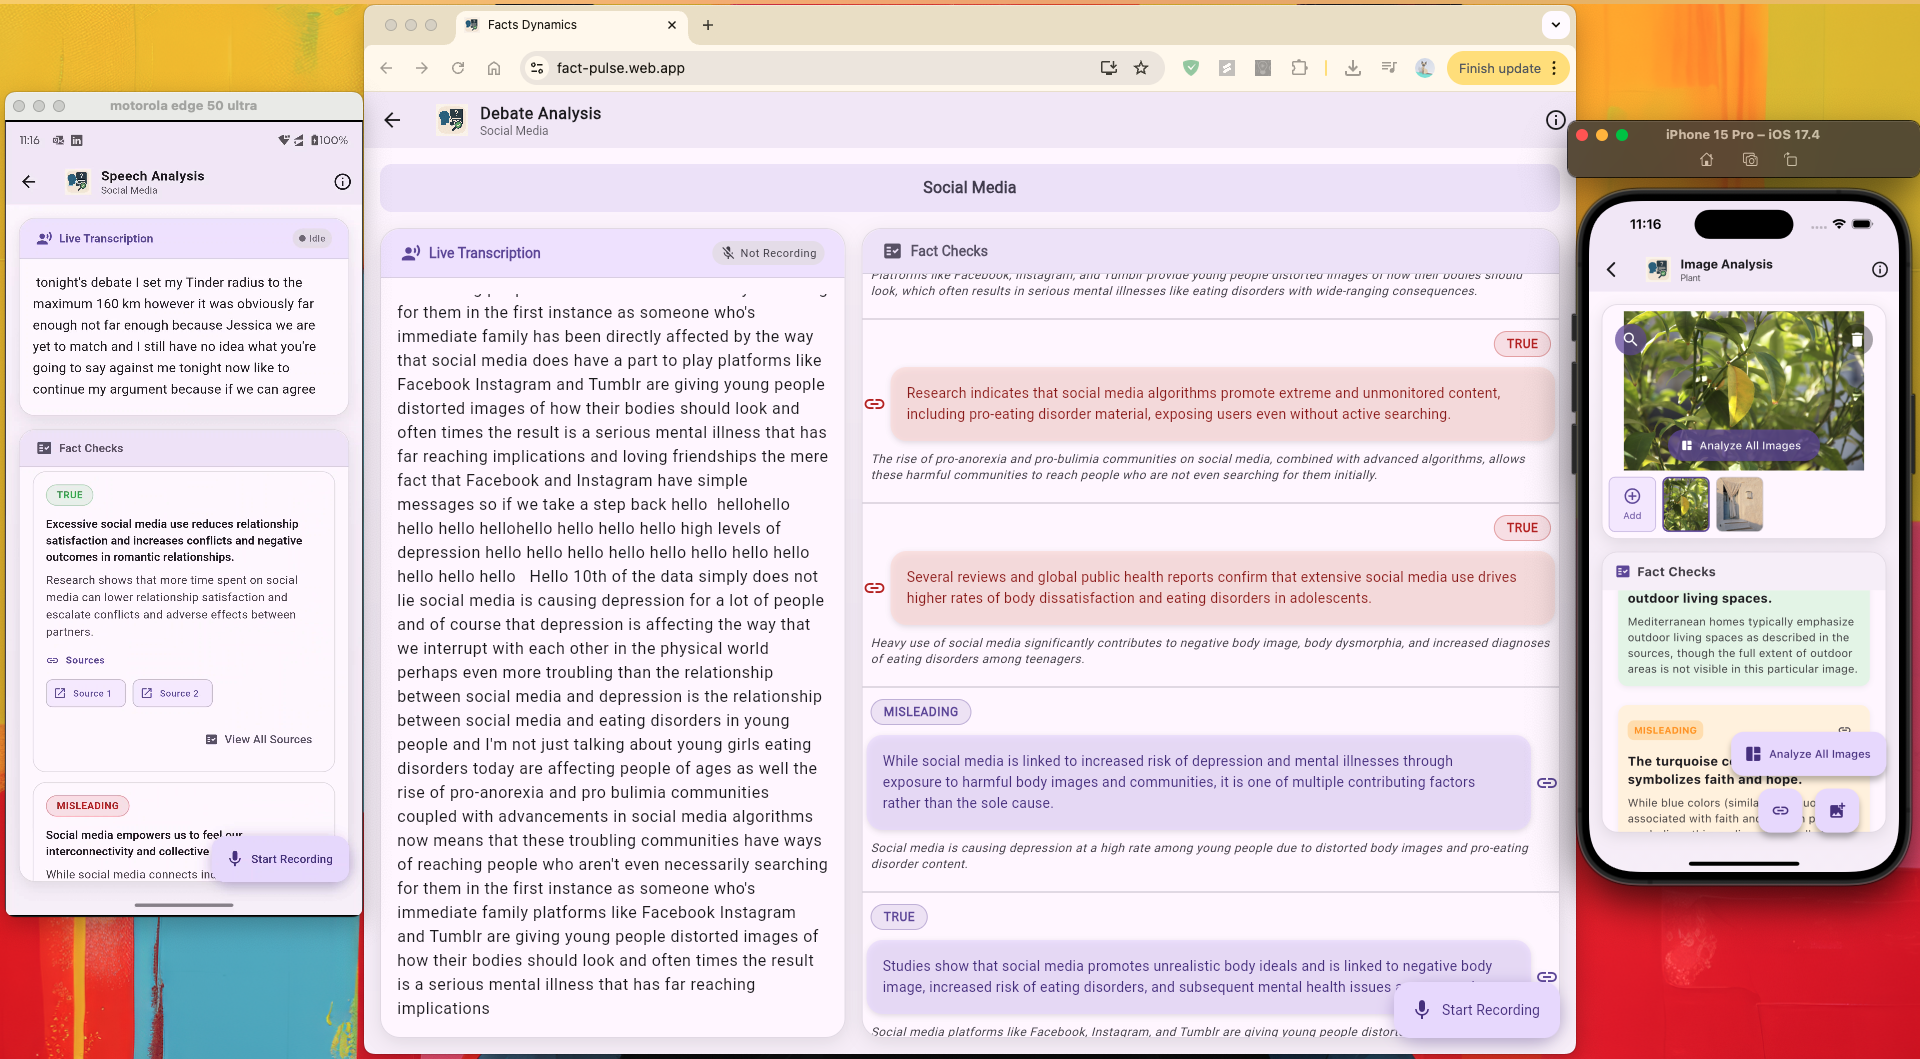 motorola edge 50 ultra
11:16
100%
Speech Analysis
Social Media
Live Transcription
Idle
tonight's debate I set my Tinder radius to the
maximum 160 km however it was obviously far
enough not far enough because Jessica we are
yet to match and I still have no idea what you're
going to say against me tonight now like to
continue my argument because if we can agree
Fact Checks
TRUE
Excessive social media use reduces relationship
satisfaction and increases conflicts and negative
outcomes in romantic relationships.
Research shows that more time spent on social
media can lower relationship satisfaction and
escalate conflicts and adverse effects between
partners.
Sources
Source 1
Source 2
View All Sources
MISLEADING
Social media empowers us to feel our
interconnectivity and collective
While social media connects
Start Recording
Facts Dynamics
fact-pulse.web.app
Finish update
Debate Analysis
Social Media
Social Media
Live Transcription
Not Recording
for them in the first instance as someone who's
immediate family has been directly affected by the way
that social media does have a part to play platforms like
Facebook Instagram and Tumblr are giving young people
distorted images of how their bodies should look and
often times the result is a serious mental illness that has
far reaching implications and loving friendships the mere
fact that Facebook and Instagram have simple
messages so if we take a step back hello  hellohello
hello hello hellohello hello hello hello high levels of
depression hello hello hello hello hello hello hello hello
hello hello hello   Hello 10th of the data simply does not
lie social media is causing depression for a lot of people
and of course that depression is affecting the way that
we interrupt with each other in the physical world
perhaps even more troubling than the relationship
between social media and depression is the relationship
between social media and eating disorders in young
people and I'm not just talking about young girls eating
disorders today are affecting people of ages as well the
rise of pro-anorexia and pro bulimia communities
coupled with advancements in social media algorithms
now means that these troubling communities have ways
of reaching people who aren't even necessarily searching
for them in the first instance as someone who's
immediate family platforms like Facebook Instagram
and Tumblr are giving young people distorted images of
how their bodies should look and often times the result
is a serious mental illness that has far reaching
implications
Fact Checks
Platforms like Facebook, Instagram, and Tumblr provide young people distorted images of how their bodies should
look, which often results in serious mental illnesses like eating disorders with wide-ranging consequences.
TRUE
Research indicates that social media algorithms promote extreme and unmonitored content,
including pro-eating disorder material, exposing users even without active searching.
The rise of pro-anorexia and pro-bulimia communities on social media, combined with advanced algorithms, allows
these harmful communities to reach people who are not even searching for them initially.
TRUE
Several reviews and global public health reports confirm that extensive social media use drives
higher rates of body dissatisfaction and eating disorders in adolescents.
Heavy use of social media significantly contributes to negative body image, body dysmorphia, and increased diagnoses
of eating disorders among teenagers.
MISLEADING
While social media is linked to increased risk of depression and mental illnesses through
exposure to harmful body images and communities, it is one of multiple contributing factors
rather than the sole cause.
Social media is causing depression at a high rate among young people due to distorted body images and pro-eating
disorder content.
TRUE
Studies show that social media promotes unrealistic body ideals and is linked to negative body
image, increased risk of eating disorders, and subsequent mental health issues
Social media platforms like Facebook, Instagram, and Tumblr are giving young people
Start Recording
iPhone 15 Pro – iOS 17.4
11:16
Image Analysis
Plant
Analyze All Images
Add
Fact Checks
outdoor living spaces.
Mediterranean homes typically emphasize
outdoor living spaces as described in the
sources, though the full extent of outdoor
areas is not visible in this particular image.
MISLEADING
Analyze All Images
The turquoise
symbolizes faith and hope.
While blue colors
associated with faith and